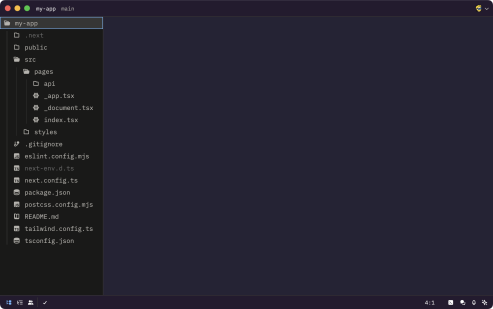 my-app main
my-app
.next
public
src
pages
api
_app.tsx
_document.tsx
index.tsx
styles
.gitignore
eslint.config.mjs
next-env.d.ts
next.config.ts
package.json
postcss.config.mjs
README.md
tailwind.config.ts
tsconfig.json
4:1